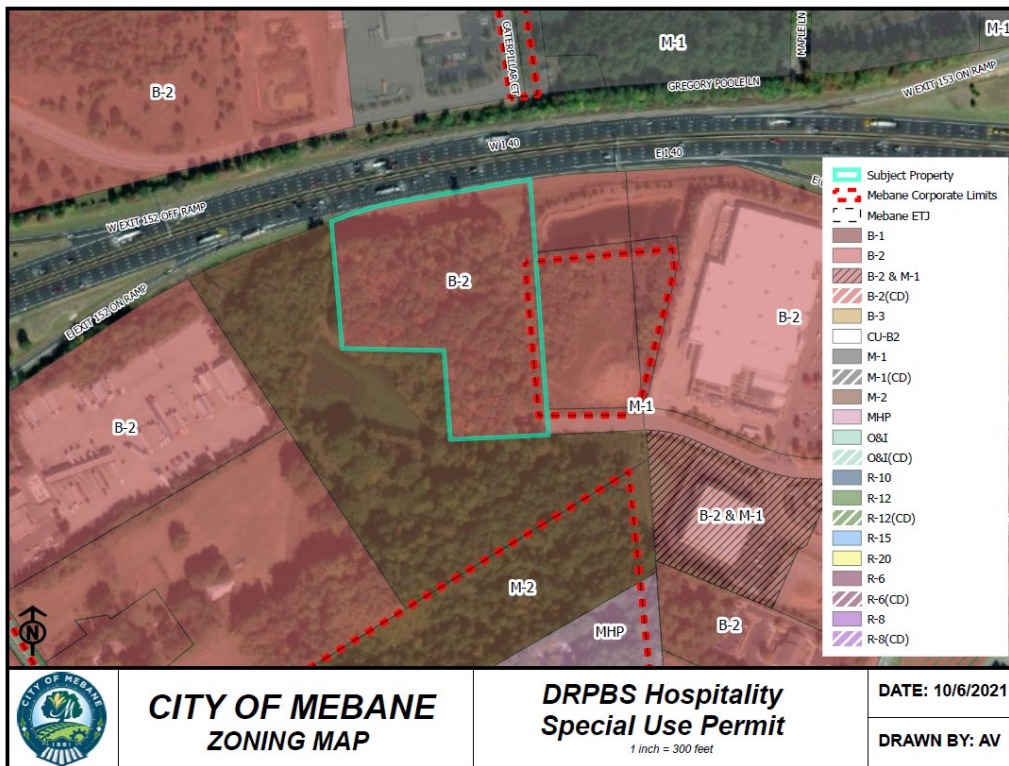 CATERPILLAR CT
M-1
MAPLE LN
M-1
B-2
GREGORY POOLE LN
W EXIT 153 ON RAMP
W I 40
E I 40
W EXIT 152 OFF RAMP
E EXIT 152 ON RAMP
B-2
B-2
M-1
B-2
B-2 & M-1
M-2
MHP
B-2
N
Subject Property
Mebane Corporate Limits
Mebane ETJ
B-1
B-2
B-2 & M-1
B-2(CD)
B-3
CU-B2
M-1
M-1(CD)
M-2
MHP
O&I
O&I(CD)
R-10
R-12
R-12(CD)
R-15
R-20
R-6
R-6(CD)
R-8
R-8(CD)
CITY OF MEBANE
1881
CITY OF MEBANE
ZONING MAP
DRPBS Hospitality
Special Use Permit
1 inch = 300 feet
DATE: 10/6/2021
DRAWN BY: AV